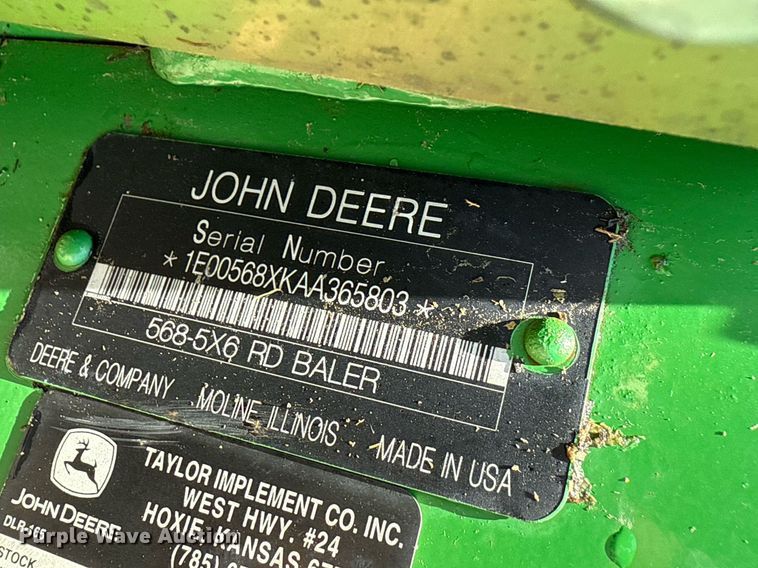 JOHN DEERE
Serial Number
*1E00568XKAA365803*
568-5X6 RD BALER
DEERE & COMPANY MOLINE ILLINOIS MADE IN USA
TAYLOR IMPLEMENT CO. INC.
WEST HWY. #24
HOXIE, KANSAS
(785)
JOHN DEERE
STOCK
Purple Wave Auction